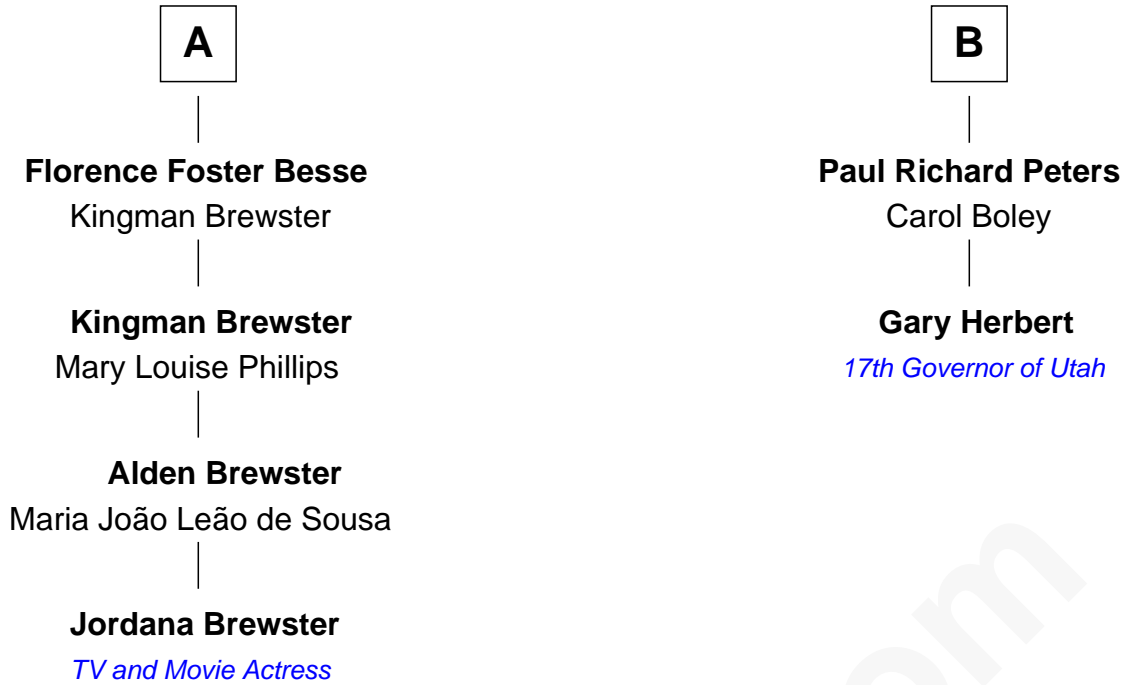 A
Florence Foster Besse
Kingman Brewster
Kingman Brewster
Mary Louise Phillips
Alden Brewster
Maria João Leão de Sousa
Jordana Brewster
TV and Movie Actress
B
Paul Richard Peters
Carol Boley
Gary Herbert
17th Governor of Utah
om